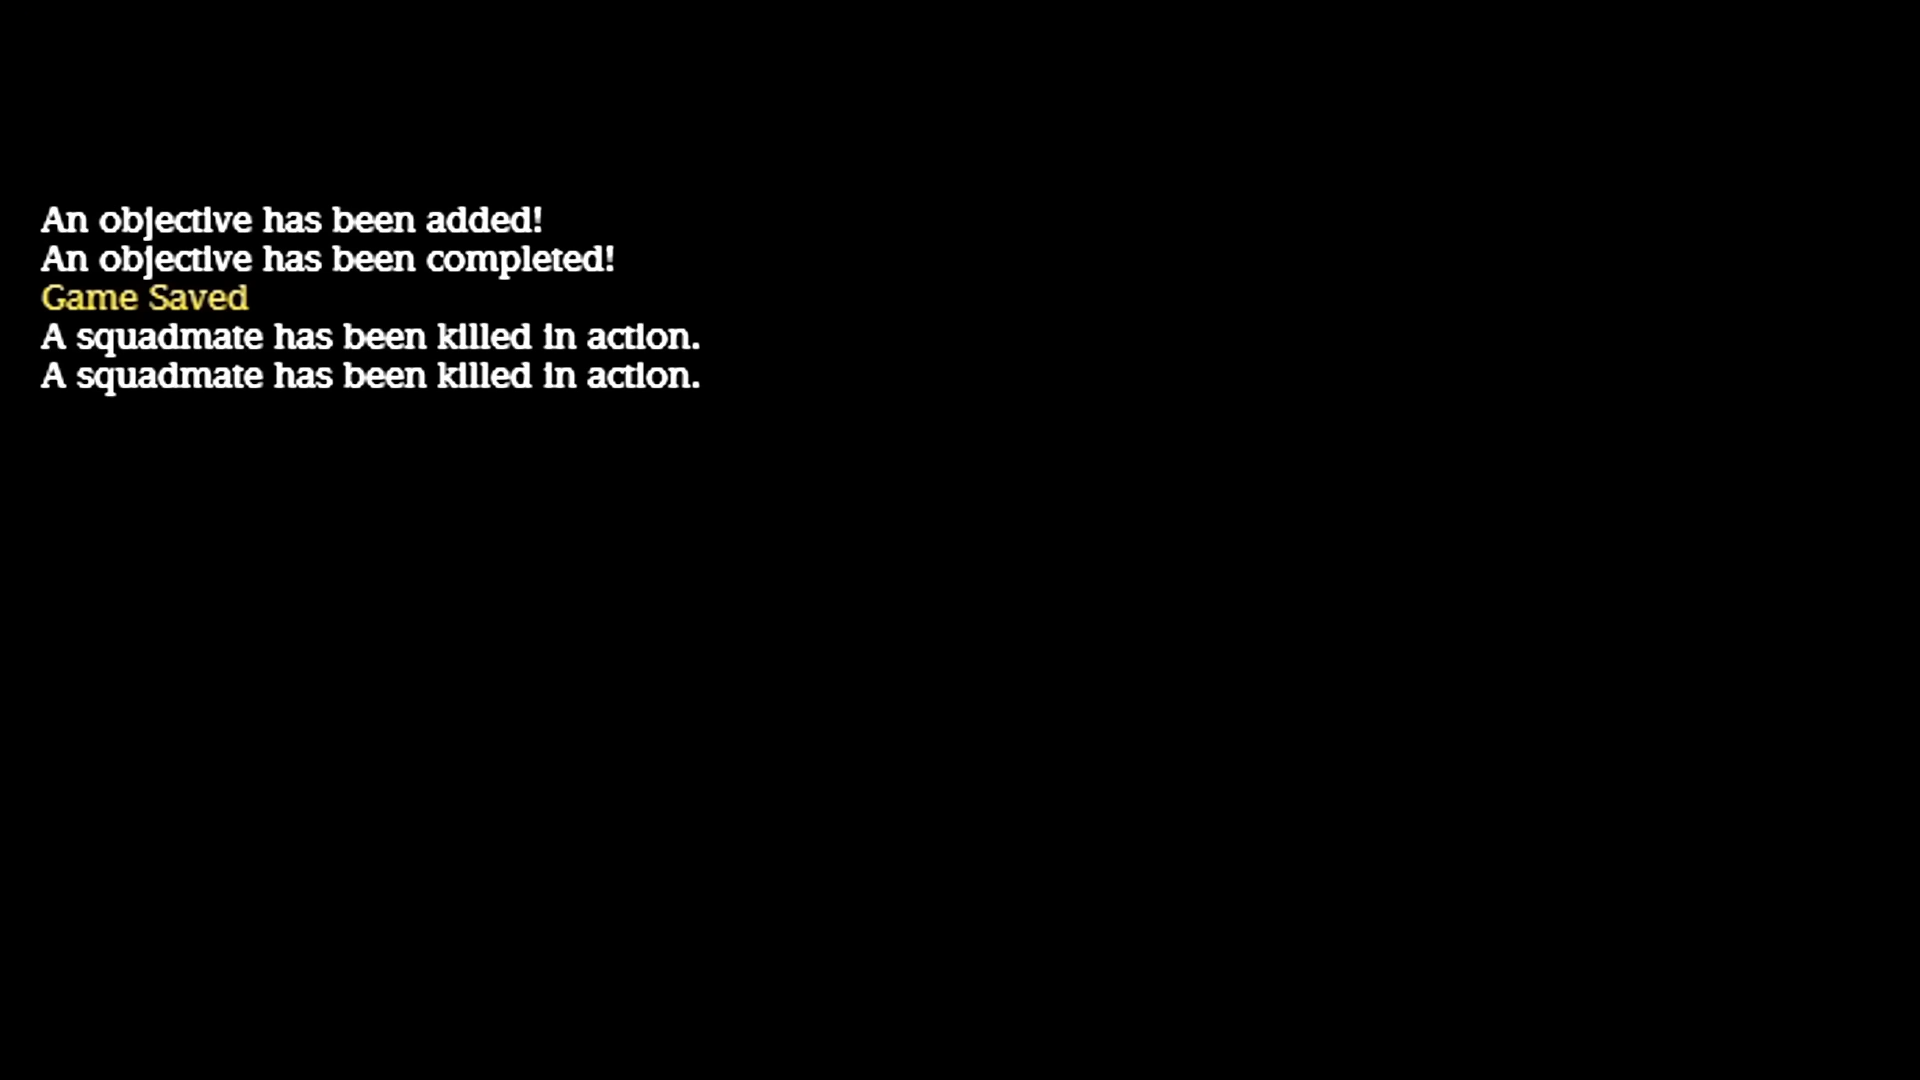 An objective has been added!
An objective has been completed!
Game Saved
A squadmate has been killed in action.
A squadmate has been killed in action.